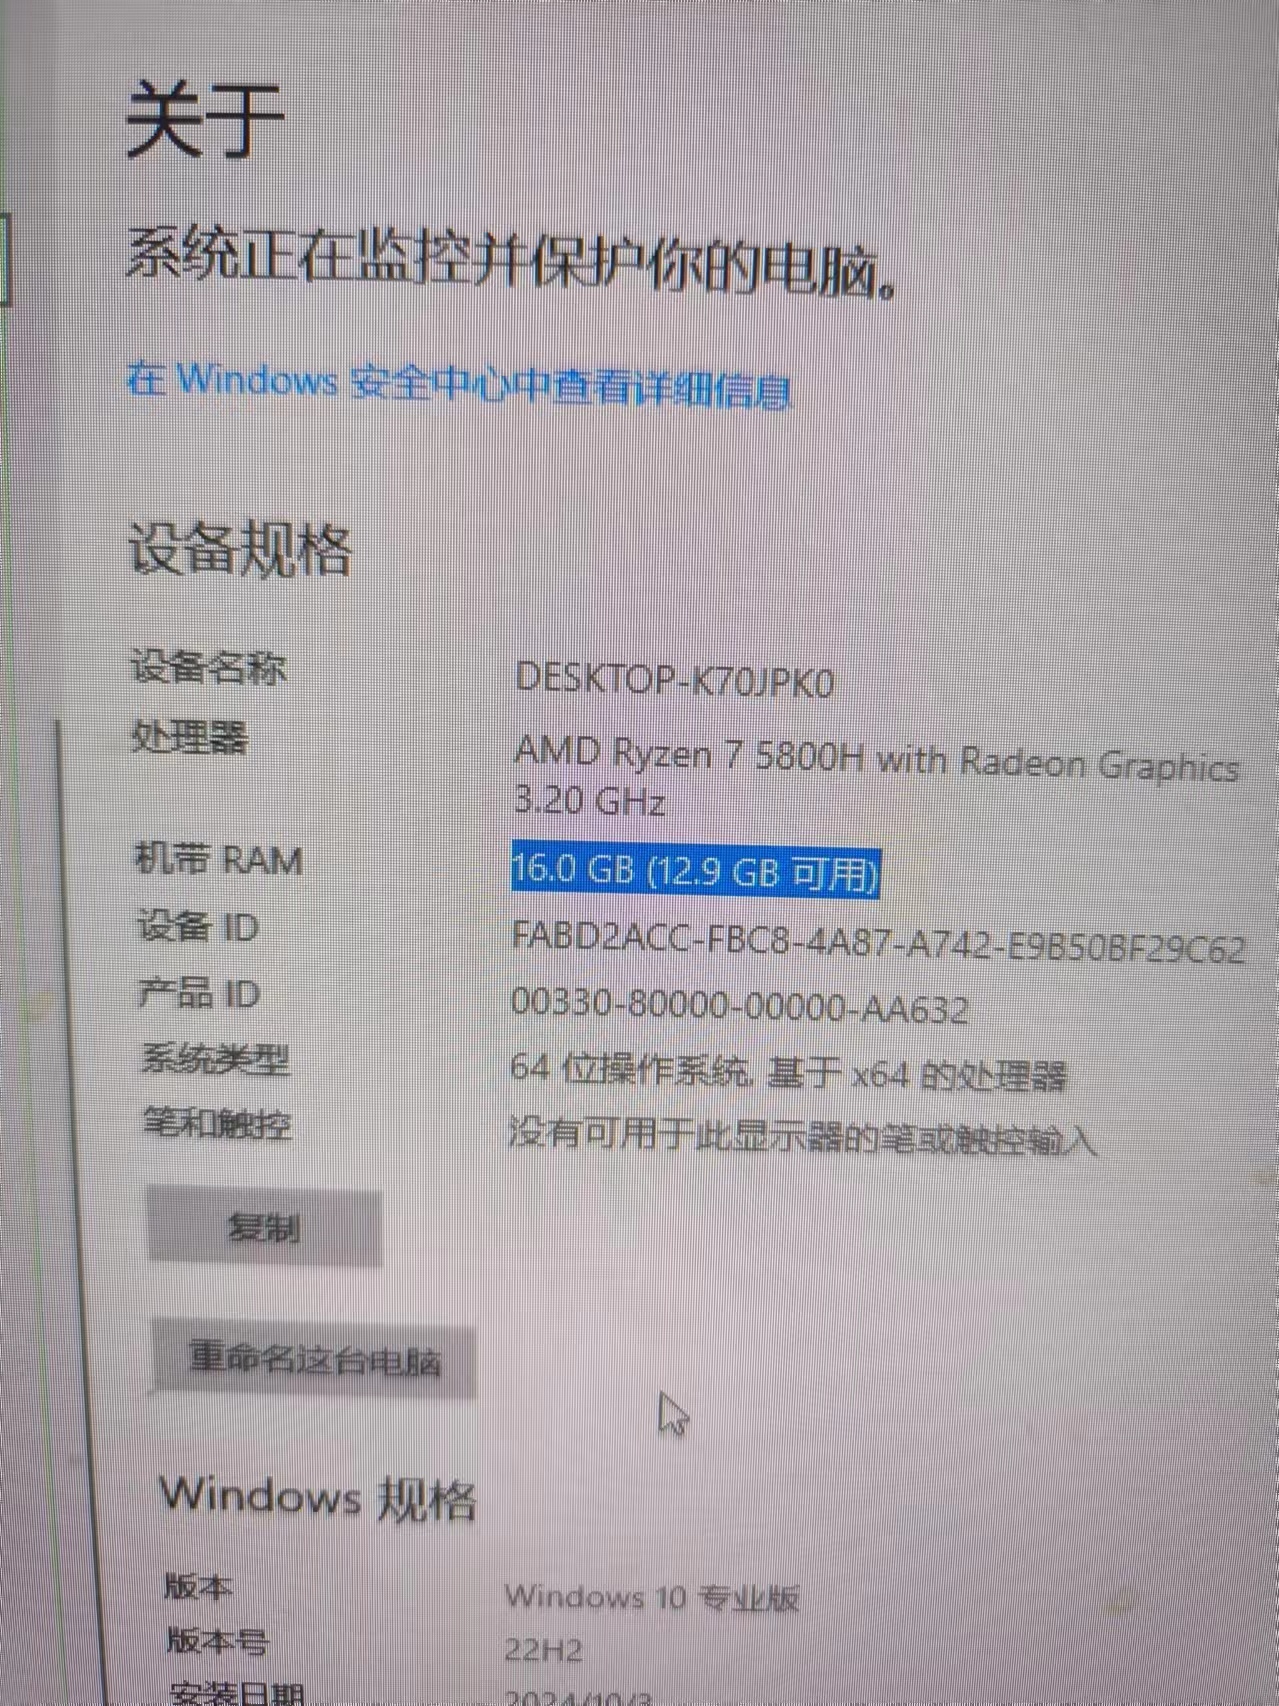 关于
系统正在监控并保护你的电脑。
在 Windows 安全中心中查看详细信息
设备规格
设备名称 DESKTOP-K70JPK0
处理器 AMD Ryzen 7 5800H with Radeon Graphics
3.20 GHz
机带 RAM 16.0 GB (12.9 GB 可用)
设备 ID FABD2ACC-FBC8-4A87-A742-E9B50BF29C62
产品 ID 00330-80000-00000-AA632
系统类型 64 位操作系统, 基于 x64 的处理器
笔和触控 没有可用于此显示器的笔或触控输入
复制
重命名这台电脑
Windows 规格
版本 Windows 10 专业版
版本号 22H2
安装日期 2024/10/3